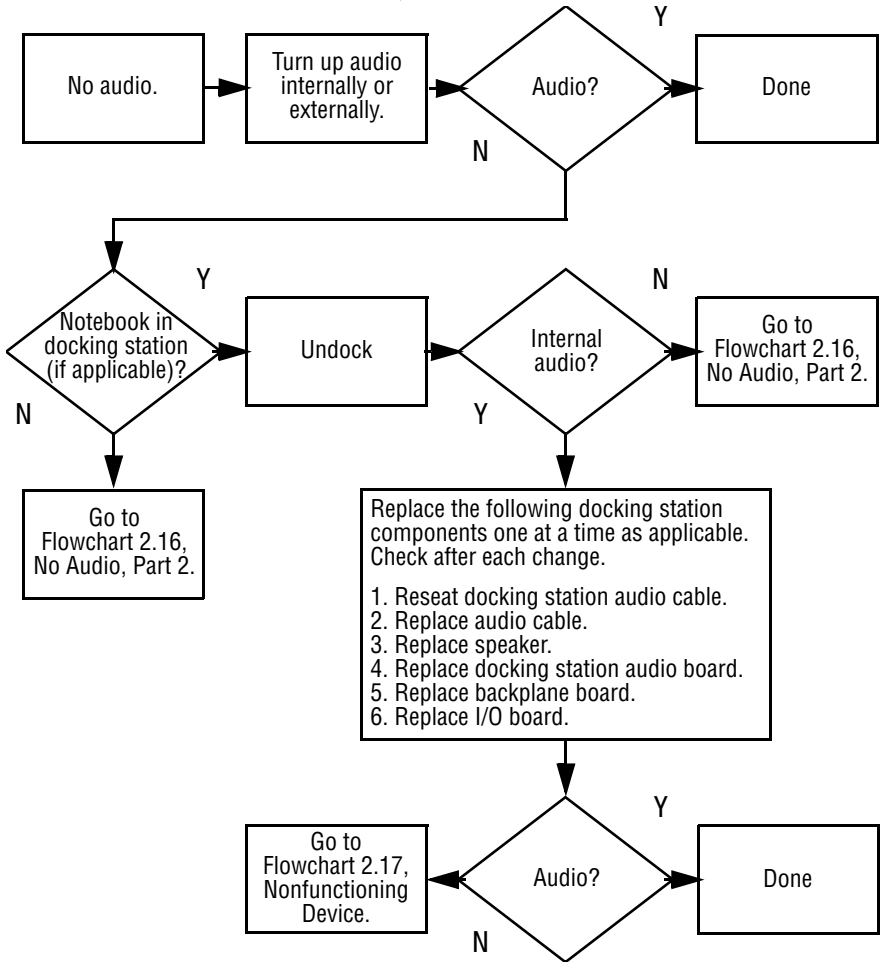 Y
No audio.
Turn up audio
internally or
externally.
Audio?
Done
N
Y
N
Notebook in
docking station
(if applicable)?
Undock
Internal
audio?
Go to
Flowchart 2.16,
No Audio, Part 2.
N
Y
Go to
Flowchart 2.16,
No Audio, Part 2.
Replace the following docking station
components one at a time as applicable.
Check after each change.
1. Reseat docking station audio cable.
2. Replace audio cable.
3. Replace speaker.
4. Replace docking station audio board.
5. Replace backplane board.
6. Replace I/O board.
Y
Go to
Flowchart 2.17,
Nonfunctioning
Device.
Audio?
Done
N